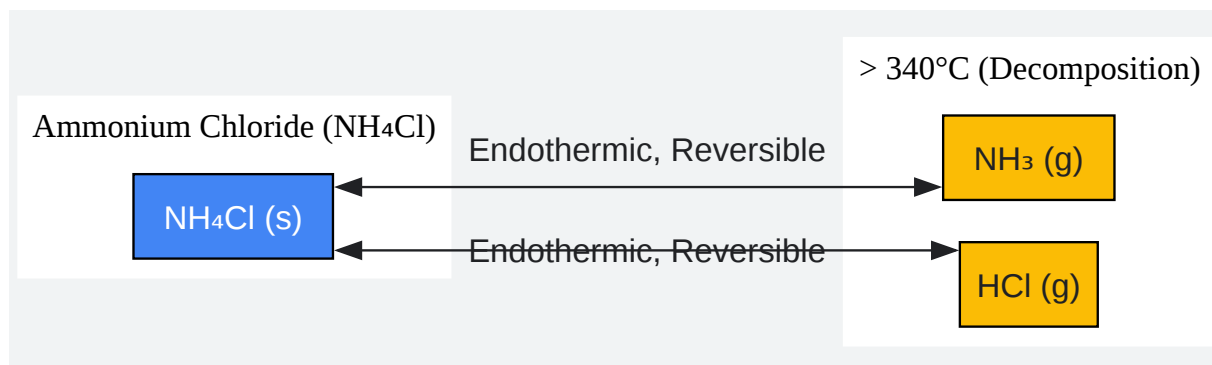 > 340°C (Decomposition)
Ammonium Chloride (NH₄Cl)
Endothermic, Reversible
NH₃ (g)
NH₄Cl (s)
Endothermic, Reversible
HCl (g)